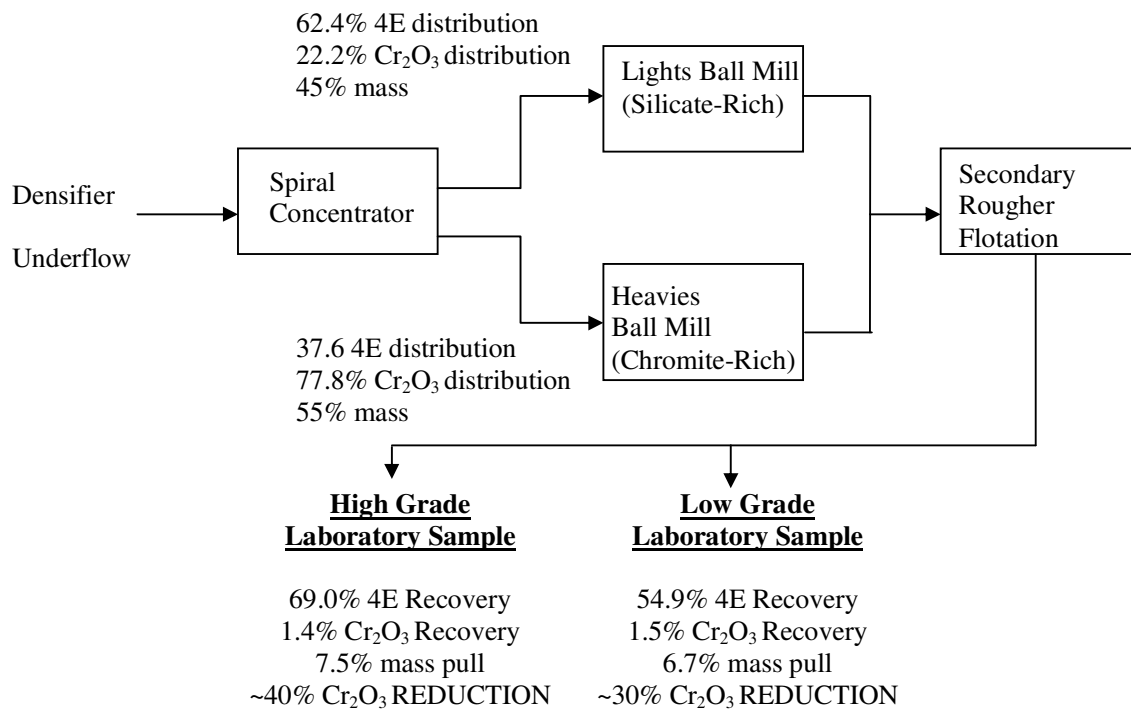 62.4% 4E distribution
22.2% Cr₂O₃ distribution
45% mass
Lights Ball Mill
(Silicate-Rich)
Densifier
Underflow
Spiral
Concentrator
Secondary
Rougher
Flotation
Heavies
Ball Mill
(Chromite-Rich)
37.6 4E distribution
77.8% Cr₂O₃ distribution
55% mass
High Grade
Laboratory Sample
69.0% 4E Recovery
1.4% Cr₂O₃ Recovery
7.5% mass pull
~40% Cr₂O₃ REDUCTION
Low Grade
Laboratory Sample
54.9% 4E Recovery
1.5% Cr₂O₃ Recovery
6.7% mass pull
~30% Cr₂O₃ REDUCTION